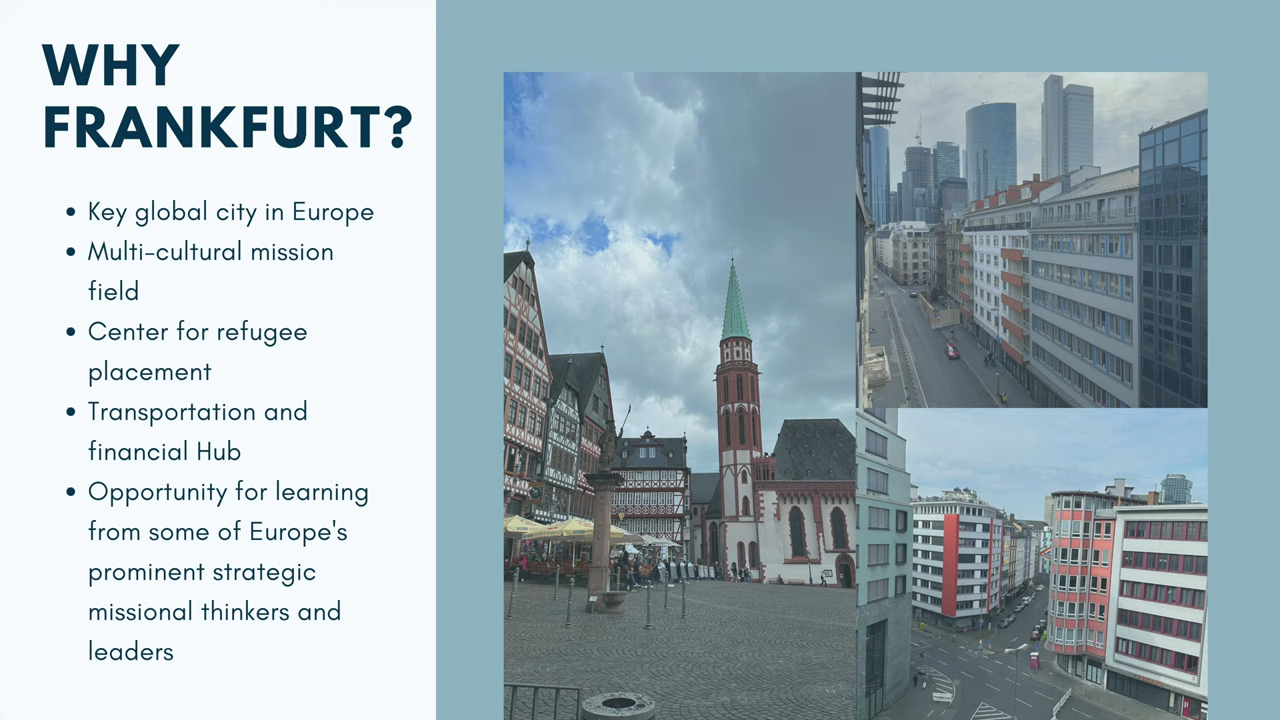 WHY
FRANKFURT?
• Key global city in Europe
• Multi-cultural mission
field
• Center for refugee
placement
• Transportation and
financial Hub
• Opportunity for learning
from some of Europe's
prominent strategic
missional thinkers and
leaders